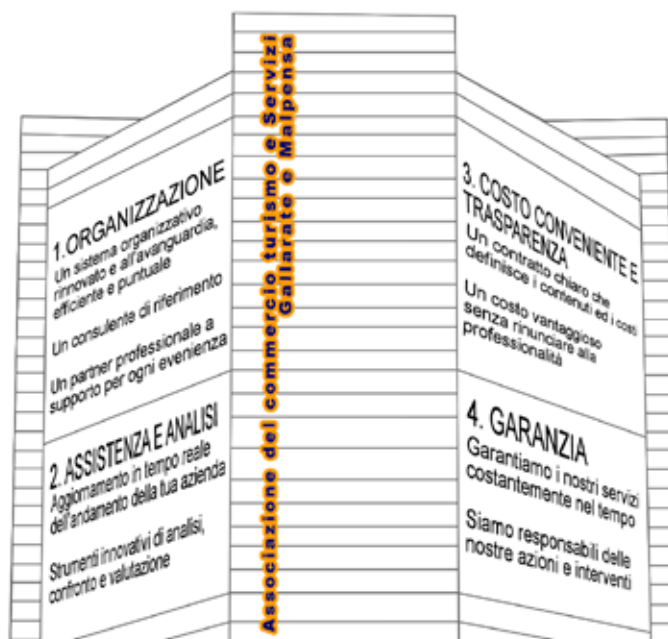 1. ORGANIZZAZIONE
Un sistema organizzativo
rinnovato e all'avanguardia,
efficiente e puntuale
Un consulente di riferimento
Un partner professionale a
supporto per ogni evenienza
2. ASSISTENZA E ANALISI
Aggiornamento in tempo reale
dell'andamento della tua azienda
Strumenti innovativi di analisi,
confronto e valutazione
Associazione del commercio turismo e Servizi
Gallarate e Malpensa
3. COSTO CONVENIENTE E
TRASPARENZA
Un contratto chiaro che
definisce i contenuti ed i costi
Un costo vantaggioso
senza rinunciare alla
professionalità
4. GARANZIA
Garantiamo i nostri servizi
costantemente nel tempo
Siamo responsabili delle
nostre azioni e interventi